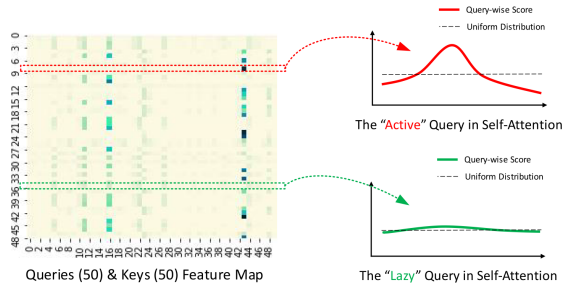 0 3 6 9 12 15 18 21 24 27 30 33 36 39 42 45 48
0 2 4 6 8 10 12 14 16 18 20 22 24 26 28 30 32 34 36 38 40 42 44 46 48
Queries (50) & Keys (50) Feature Map
Query-wise Score
Uniform Distribution
The “Active” Query in Self-Attention
Query-wise Score
Uniform Distribution
The “Lazy” Query in Self-Attention